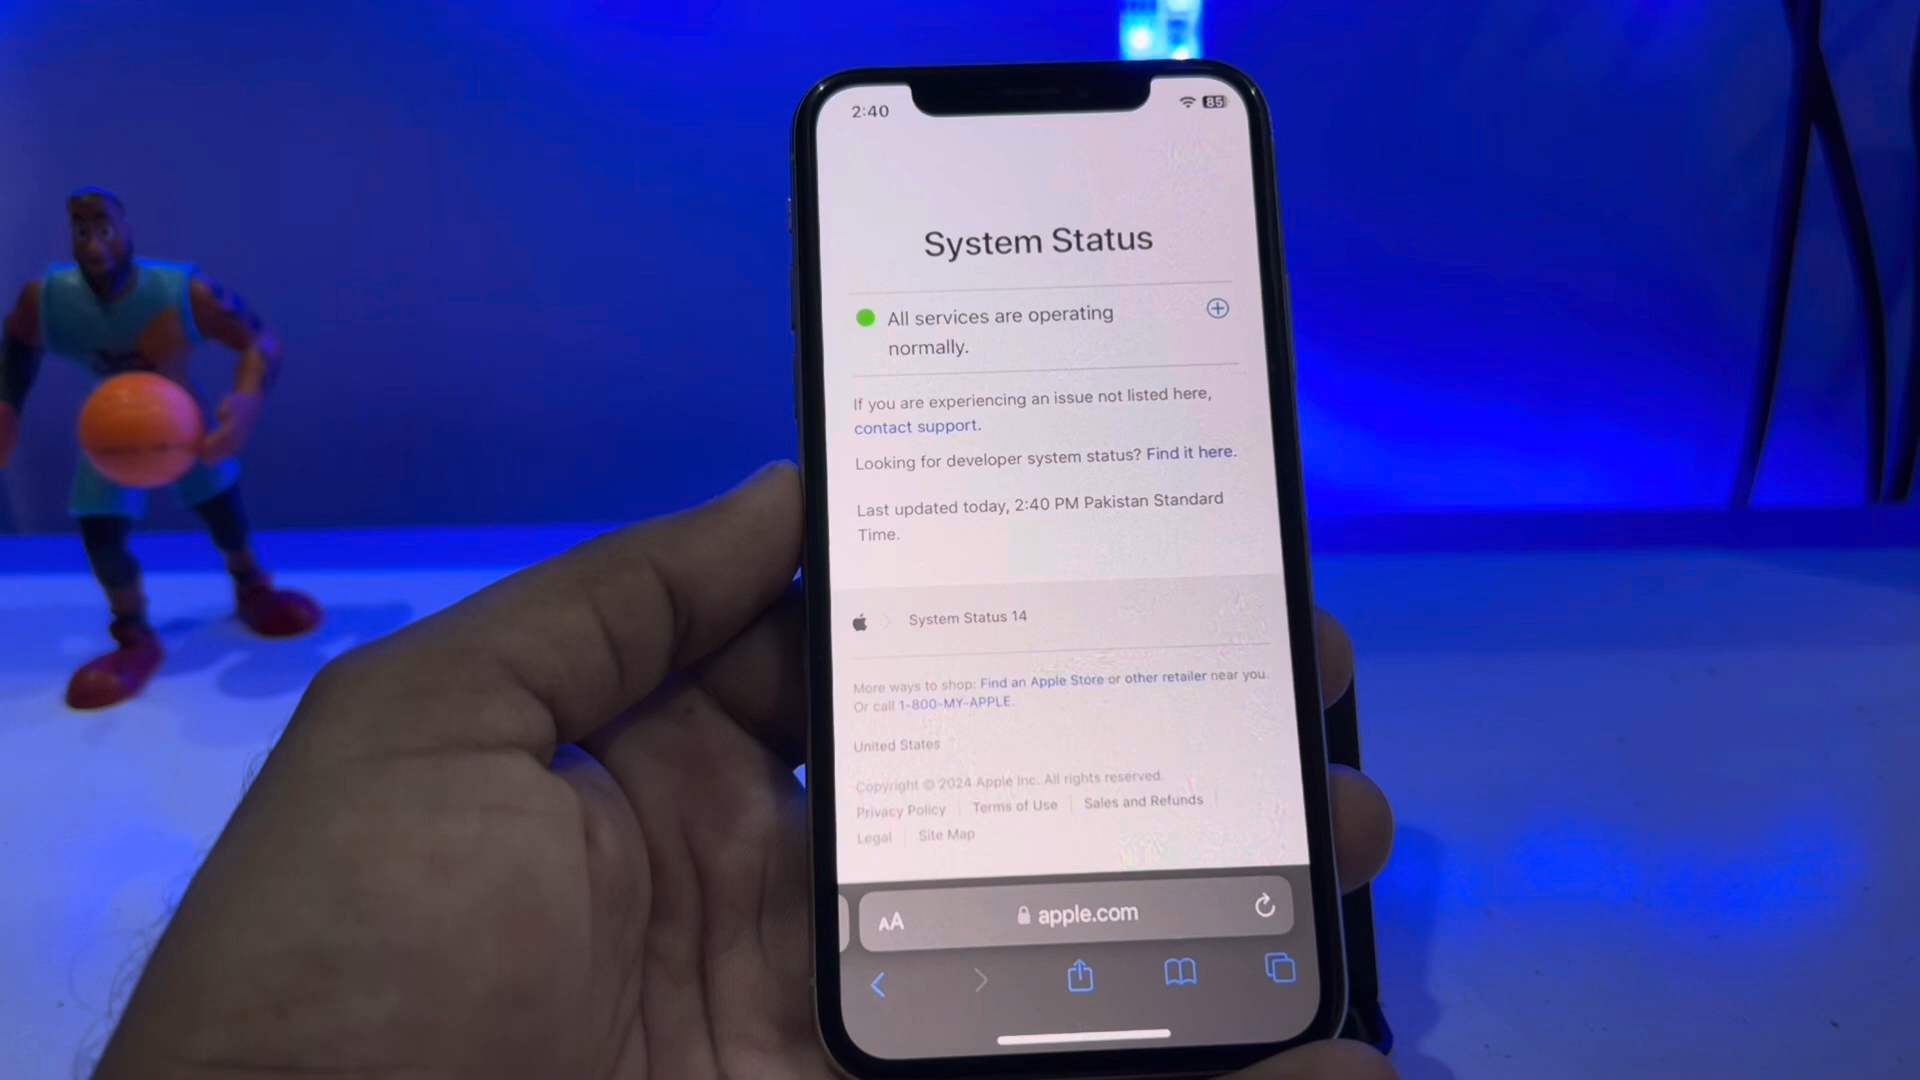 2:40
85
System Status
All services are operating
normally.
If you are experiencing an issue not listed here,
contact support.
Looking for developer system status? Find it here.
Last updated today, 2:40 PM Pakistan Standard
Time.
System Status 14
More ways to shop: Find an Apple Store or other retailer near you.
Or call 1-800-MY-APPLE.
United States
Copyright © 2024 Apple Inc. All rights reserved.
Privacy Policy Terms of Use Sales and Refunds
Legal Site Map
AA apple.com